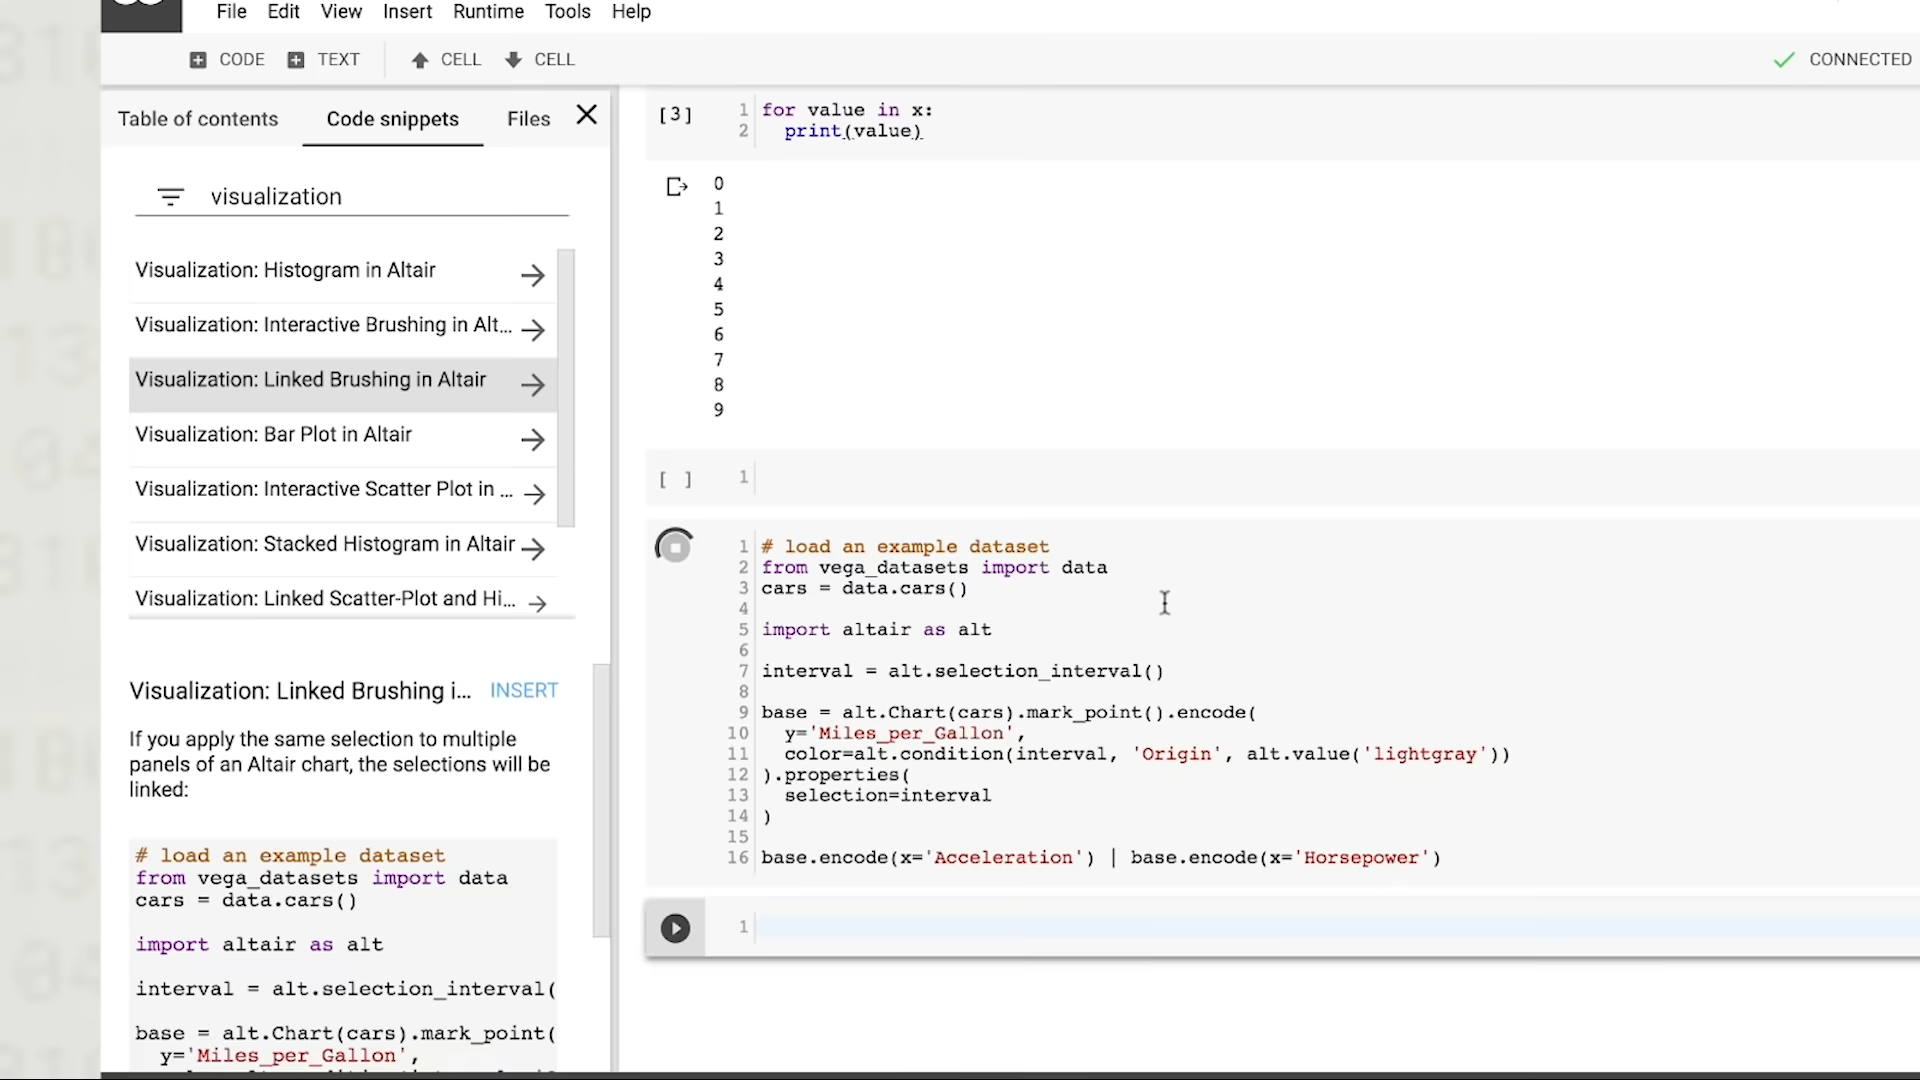 File Edit View Insert Runtime Tools Help
CODE TEXT CELL CELL CONNECTED
Table of contents Code snippets Files
visualization
Visualization: Histogram in Altair
Visualization: Interactive Brushing in Alt...
Visualization: Linked Brushing in Altair
Visualization: Bar Plot in Altair
Visualization: Interactive Scatter Plot in ...
Visualization: Stacked Histogram in Altair
Visualization: Linked Scatter-Plot and Hi...
Visualization: Linked Brushing i... INSERT
If you apply the same selection to multiple
panels of an Altair chart, the selections will be
linked:
# load an example dataset
from vega_datasets import data
cars = data.cars()
import altair as alt
interval = alt.selection_interval(
base = alt.Chart(cars).mark_point(
y='Miles_per_Gallon',
[3] 1 for value in x:
2 print(value)
0
1
2
3
4
5
6
7
8
9
[ ] 1
1 # load an example dataset
2 from vega_datasets import data
3 cars = data.cars()
4
5 import altair as alt
6
7 interval = alt.selection_interval()
8
9 base = alt.Chart(cars).mark_point().encode(
10 y='Miles_per_Gallon',
11 color=alt.condition(interval, 'Origin', alt.value('lightgray'))
12 ).properties(
13 selection=interval
14 )
15
16 base.encode(x='Acceleration') | base.encode(x='Horsepower')
1